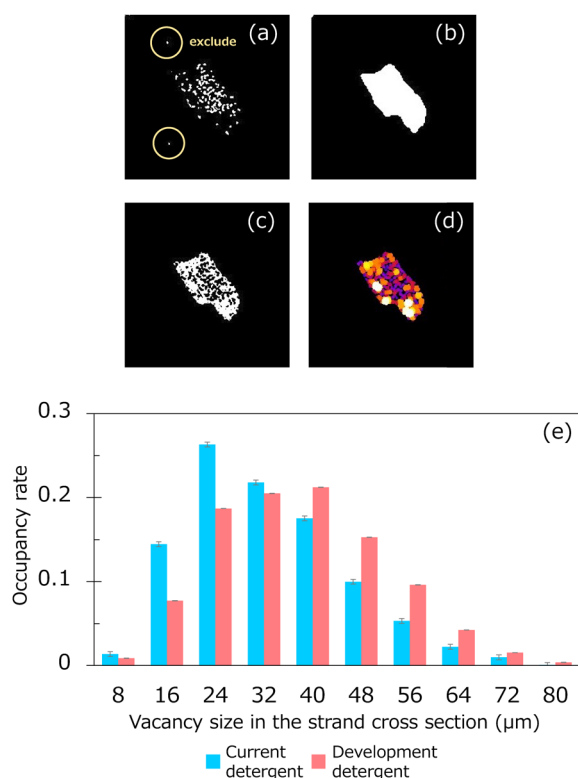 (a)
exclude
(b)
(c)
(d)
(e)
0.3
0.2
0.1
0
Occupancy rate
8 16 24 32 40 48 56 64 72 80
Vacancy size in the strand cross section (μm)
Current
detergent
Development
detergent